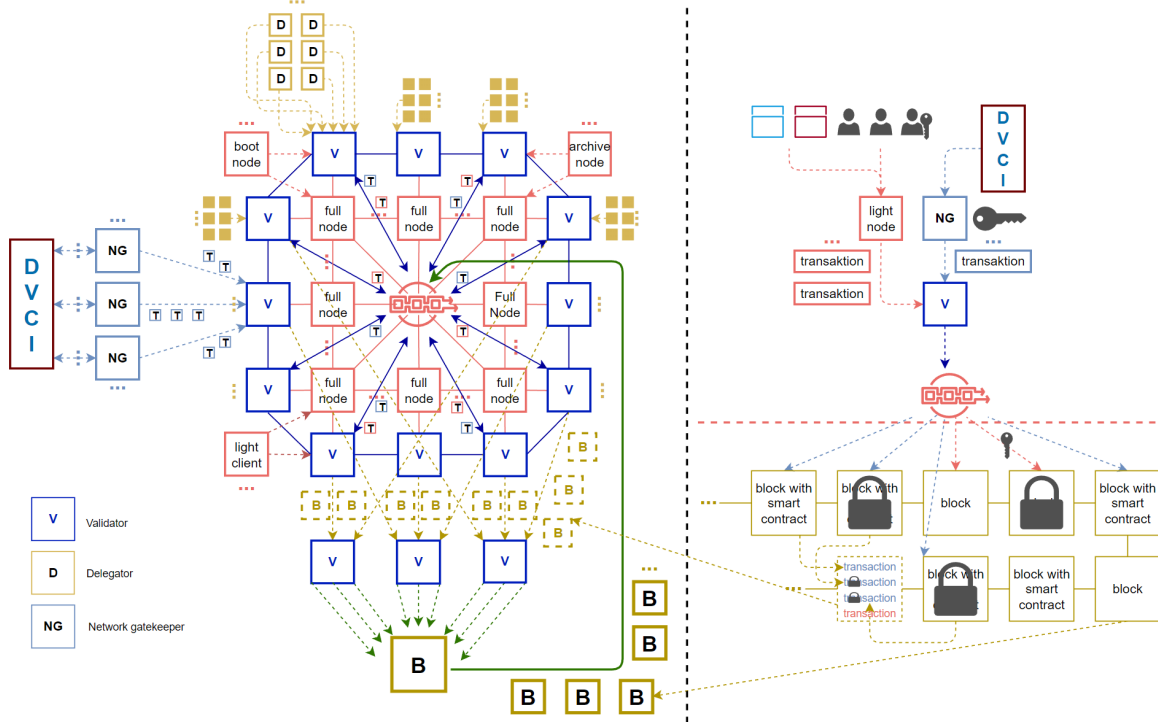 D D
D D
D D
boot
node
V
V
V
archive
node
T
T
T
T
V
full
node
full
node
full
node
V
D
V
C
I
NG
NG
NG
T
T
T
T
T
T
T
V
full
node
T
T
Full
Node
V
T
T
V
full
node
full
node
full
node
V
T
T
T
T
light
client
V
V
V
B
B
B
B B
B B
B B
V
V
V
B
B
B
B B B
V
Validator
D
Delegator
NG
Network gatekeeper
D
V
C
I
light
node
NG
transaktion
transaktion
transaktion
V
block with
smart
contract
block with
block
block with
smart
contract
transaction
transaction
transaction
transaction
block with
block with
smart
contract
block